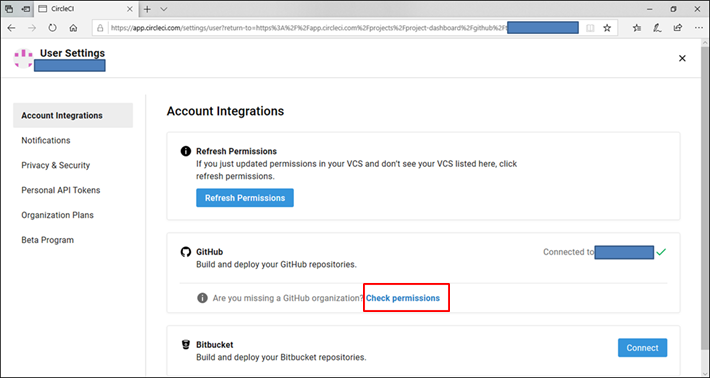 CircleCI
https://app.circleci.com/settings/user?return-to=https%3A%2F%2Fapp.circleci.com%2Fprojects%2Fproject-dashboard%2Fgithub%2F
User Settings
Account Integrations
Notifications
Privacy & Security
Personal API Tokens
Organization Plans
Beta Program
Account Integrations
Refresh Permissions
If you just updated permissions in your VCS and don't see your VCS listed here, click
refresh permissions.
Refresh Permissions
GitHub
Connected to
Build and deploy your GitHub repositories.
Are you missing a GitHub organization? Check permissions
Bitbucket
Build and deploy your Bitbucket repositories.
Connect